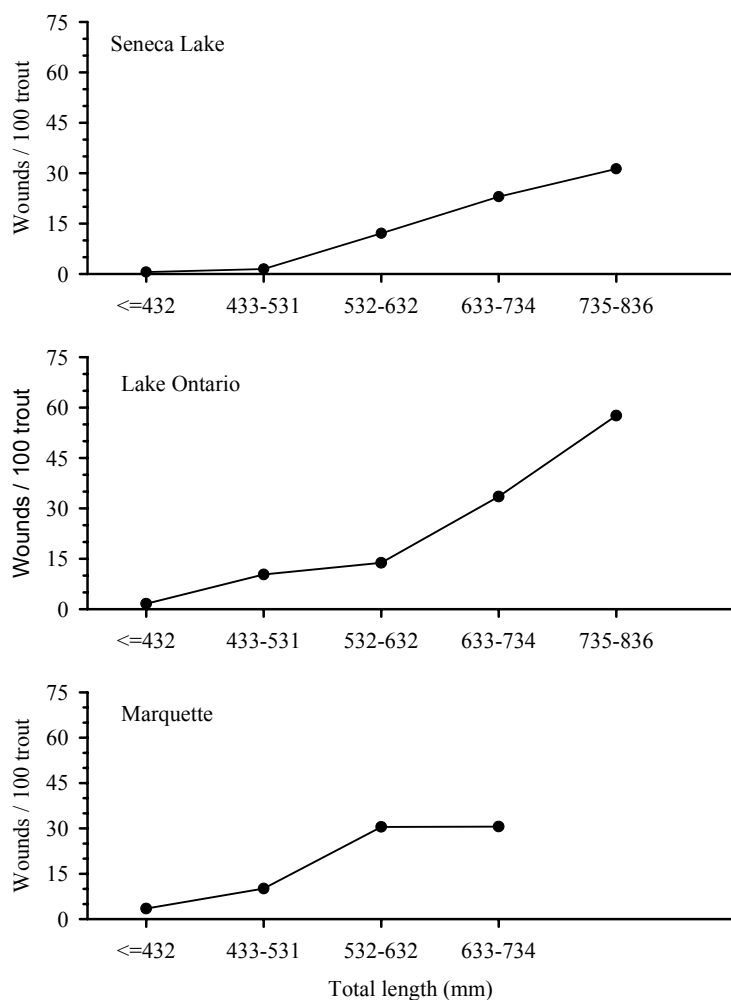 Seneca Lake
Wounds / 100 trout
75
60
45
30
15
0
<=432 433-531 532-632 633-734 735-836
Lake Ontario
Wounds / 100 trout
75
60
45
30
15
0
<=432 433-531 532-632 633-734 735-836
Marquette
Wounds / 100 trout
75
60
45
30
15
0
<=432 433-531 532-632 633-734
Total length (mm)